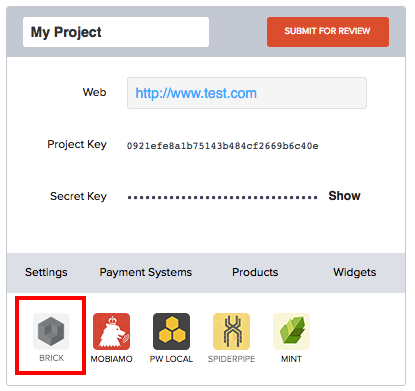 My Project
SUBMIT FOR REVIEW
Web
http://www.test.com
Project Key
0921efe8a1b75143b484cf2669b6c40e
Secret Key
Show
Settings Payment Systems Products Widgets
BRICK MOBIAMO PW LOCAL SPIDERPIPE MINT